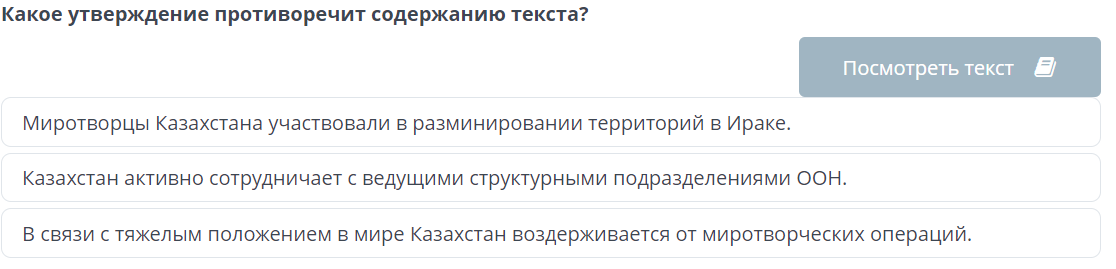 Какое утверждение противоречит содержанию текста?
Посмотреть текст
Миротворцы Казахстана участвовали в разминировании территорий в Ираке.
Казахстан активно сотрудничает с ведущими структурными подразделениями ООН.
В связи с тяжелым положением в мире Казахстан воздерживается от миротворческих операций.